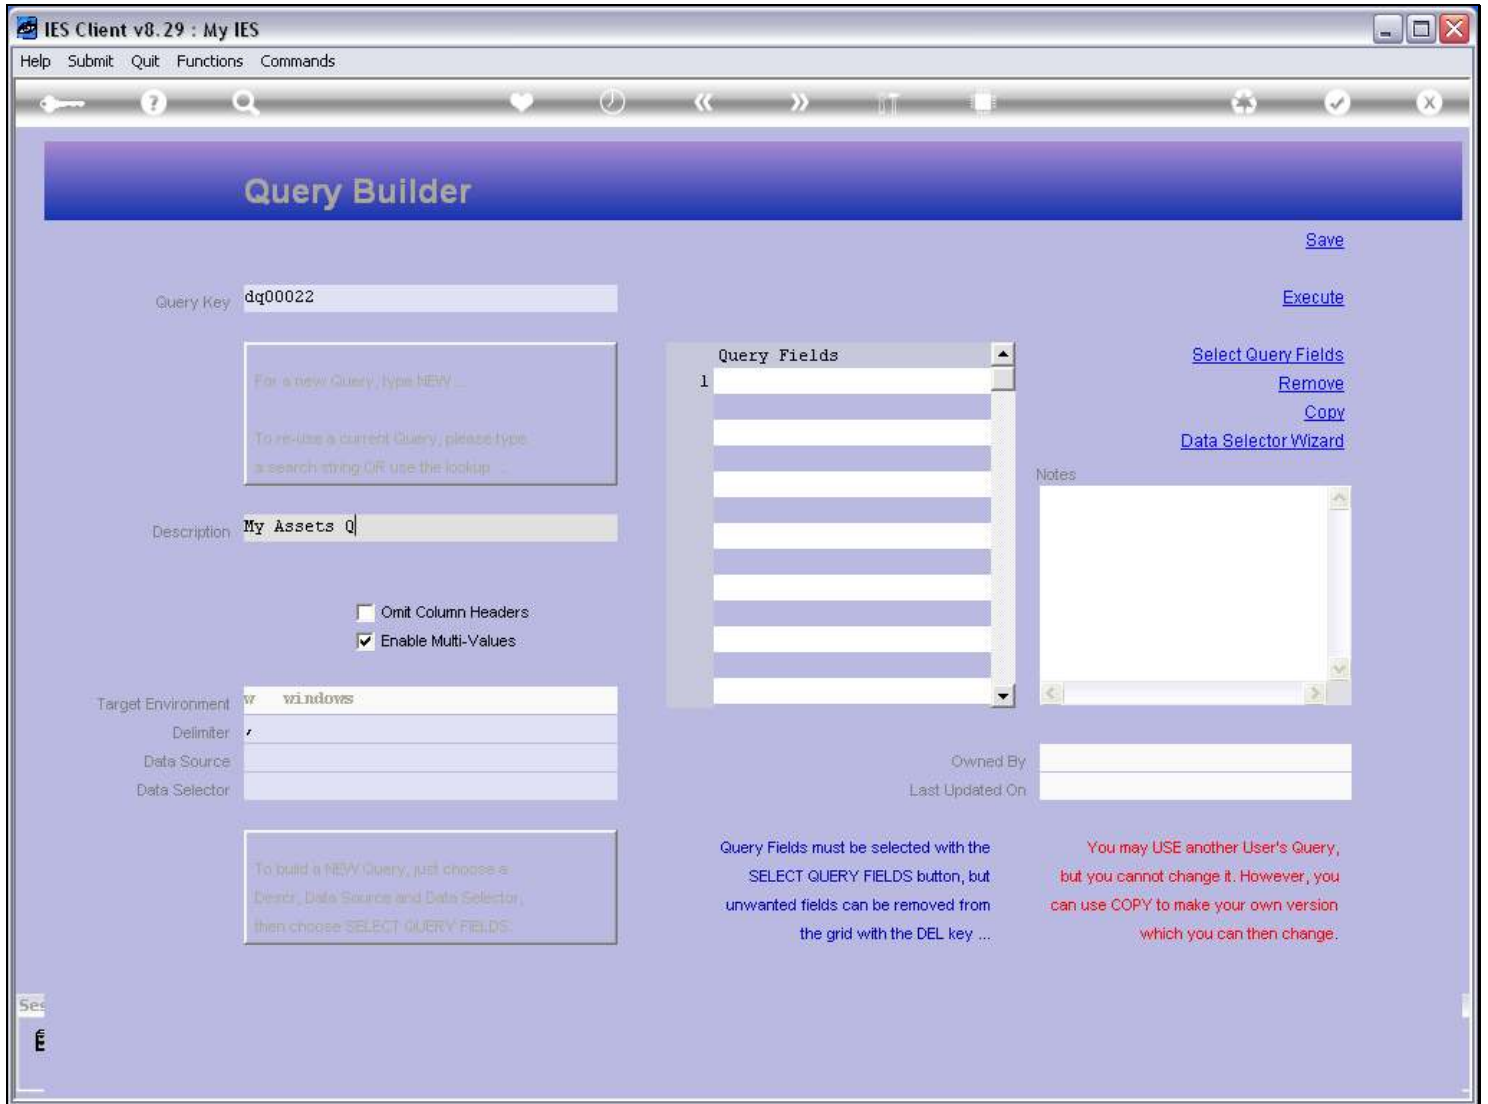 IES Client v8.29 : My IES
Help Submit Quit Functions Commands
Query Builder
Save
Query Key dq00022
Execute
For a new Query, type NEW ...
To re-use a current Query, please type
a search string OR use the lookup ...
Query Fields
1
Select Query Fields
Remove
Copy
Data Selector Wizard
Notes
Description My Assets Q
Omit Column Headers
Enable Multi-Values
Target Environment w windows
Delimiter ,
Data Source
Data Selector
Owned By
Last Updated On
To build a NEW Query, just choose a
Descr, Data Source and Data Selector,
then choose SELECT QUERY FIELDS.
Query Fields must be selected with the
SELECT QUERY FIELDS button, but
unwanted fields can be removed from
the grid with the DEL key ...
You may USE another User's Query,
but you cannot change it. However, you
can use COPY to make your own version
which you can then change.
Ses